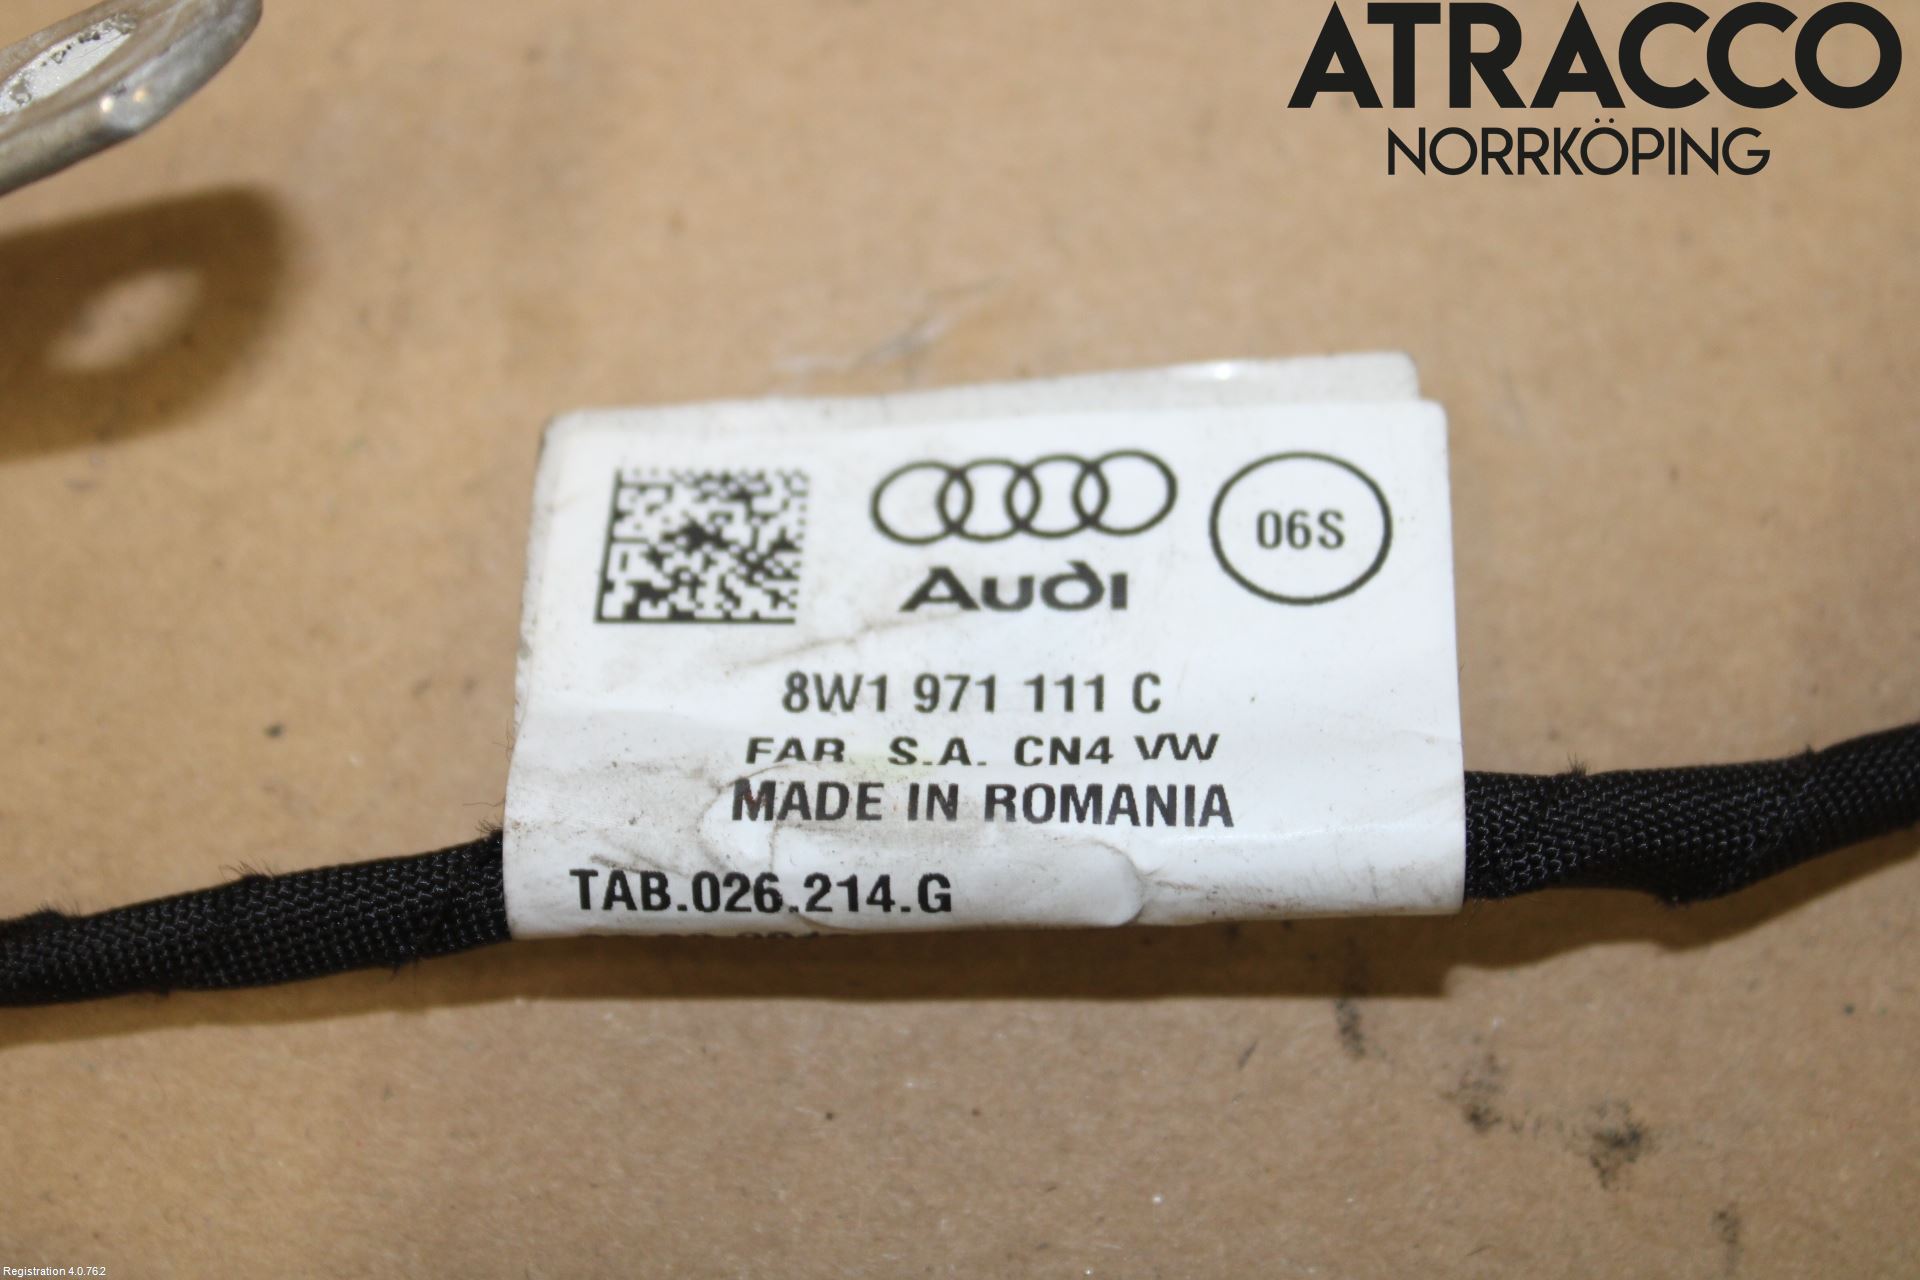 ATRACCO
NORRKÖPING
06S
Audi
8W1 971 111 C
S.A. CN4 VW
MADE IN ROMANIA
TAB.026.214.G
Registration 4.0.762